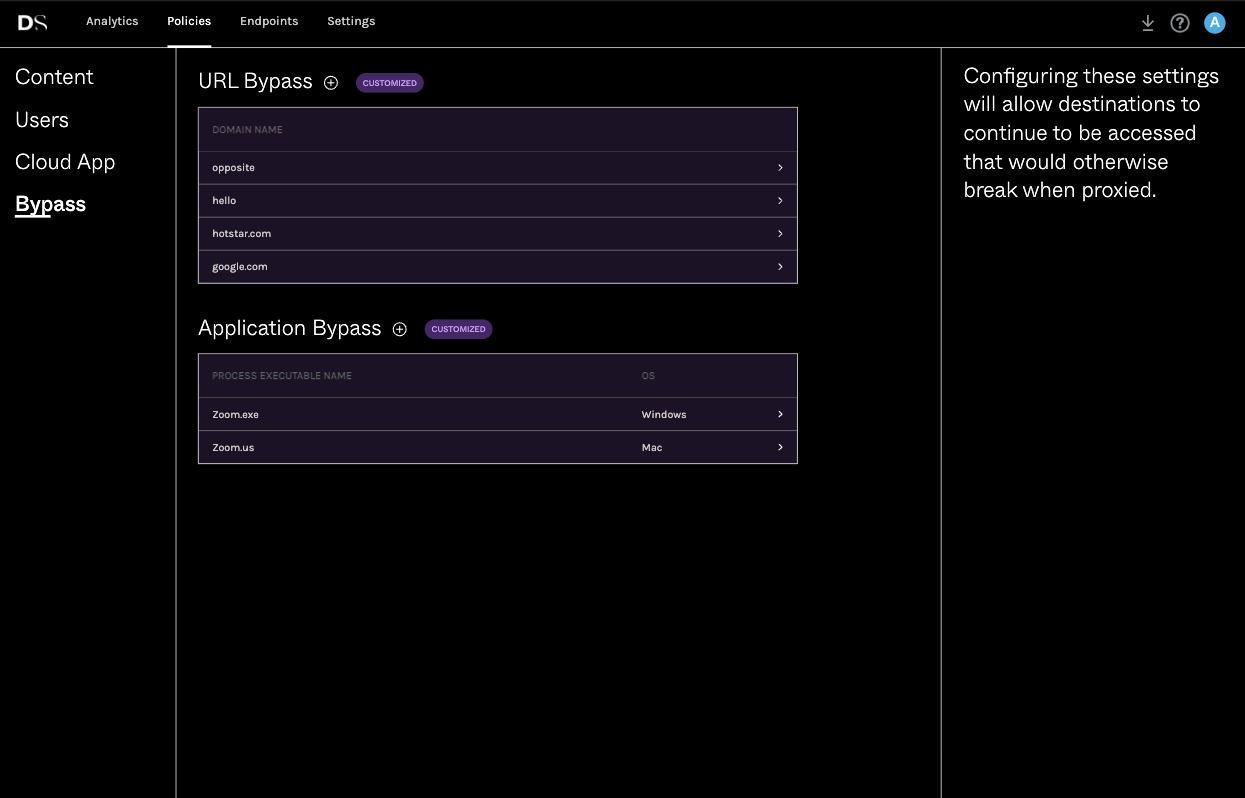 DS
Analytics
Policies
Endpoints
Settings
A
Content
Users
Cloud App
Bypass
URL Bypass
CUSTOMIZED
DOMAIN NAME
opposite
hello
hotstar.com
google.com
Application Bypass
CUSTOMIZED
PROCESS EXECUTABLE NAME
OS
Zoom.exe
Windows
Zoom.us
Mac
Configuring these settings
will allow destinations to
continue to be accessed
that would otherwise
break when proxied.